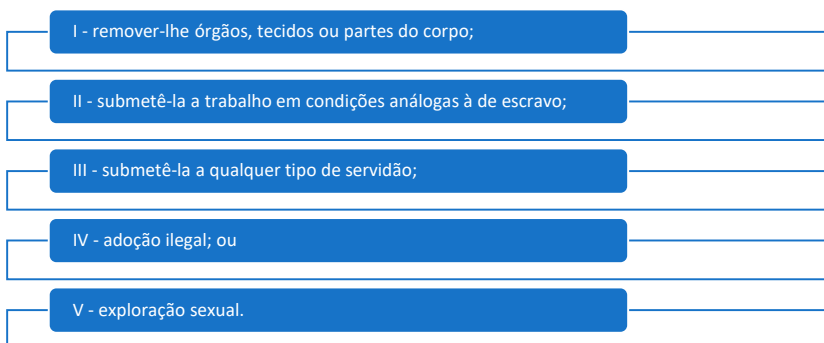 I - remover-lhe órgãos, tecidos ou partes do corpo;
II - submetê-la a trabalho em condições análogas à de escravo;
III - submetê-la a qualquer tipo de servidão;
IV - adoção ilegal; ou
V - exploração sexual.